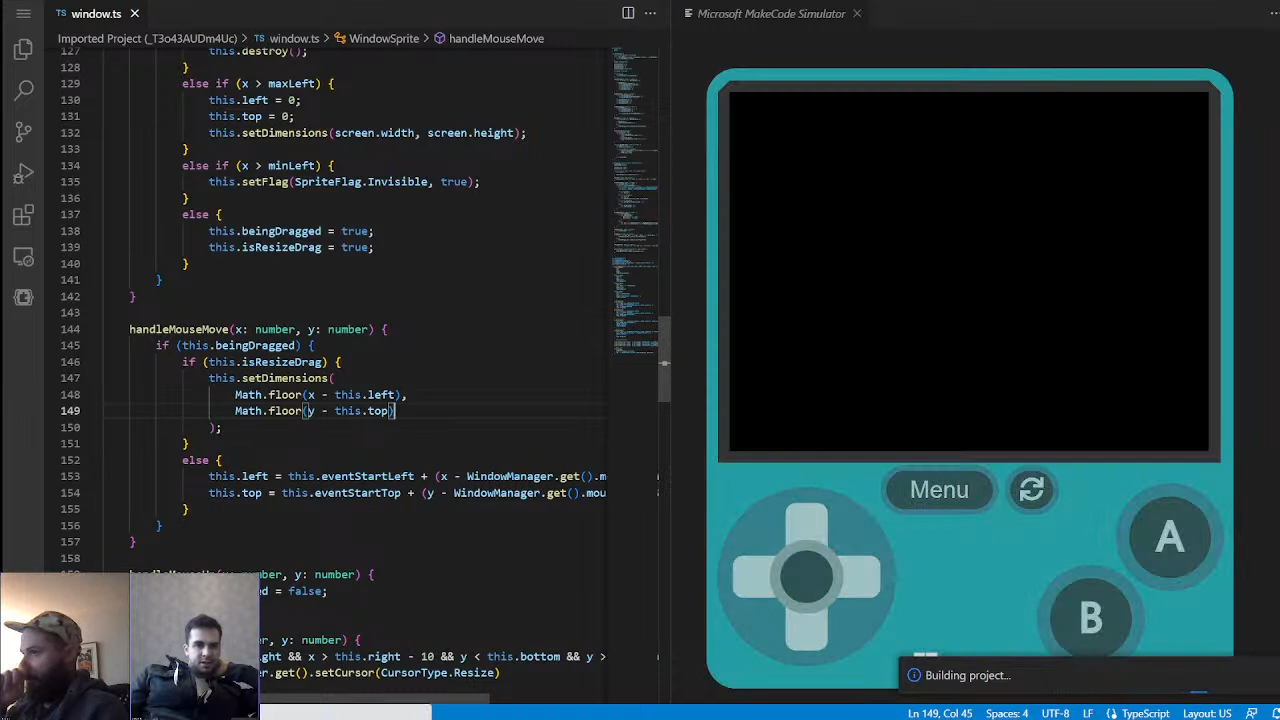 window.ts
Microsoft MakeCode Simulator
Imported Project (_T3o43AUDm4Uc) > window.ts > WindowSprite > handleMouseMove
127 this.destroy();
128 }
129 else if (x > maxLeft) {
130 this.left = 0;
131 this.top = 0;
132 this.setDimensions(screen.width, screen.height);
133 }
134 else if (x > minLeft) {
135 this.setFlag(SpriteFlag.Invisible, true);
136 }
137 else {
138 this.beingDragged = true;
139 this.isResizeDrag = true;
140 }
141 }
142 }
143
144 handleMouseMove(x: number, y: number
145 if (this.beingDragged) {
146 if (this.isResizeDrag) {
147 this.setDimensions(
148 Math.floor(x - this.left),
149 Math.floor(y - this.top)
150 );
151 }
152 else {
153 this.left = this.eventStartLeft + (x - WindowManager.get().m
154 this.top = this.eventStartTop + (y - WindowManager.get().mou
155 }
156 }
157 }
158
number, y: number) {
= false;
number, y: number) {
ght && x > this.right - 10 && y < this.bottom && y >
.get().setCursor(CursorType.Resize)
Menu
A
B
Building project...
Ln 149, Col 45 Spaces: 4 UTF-8 LF TypeScript Layout: US